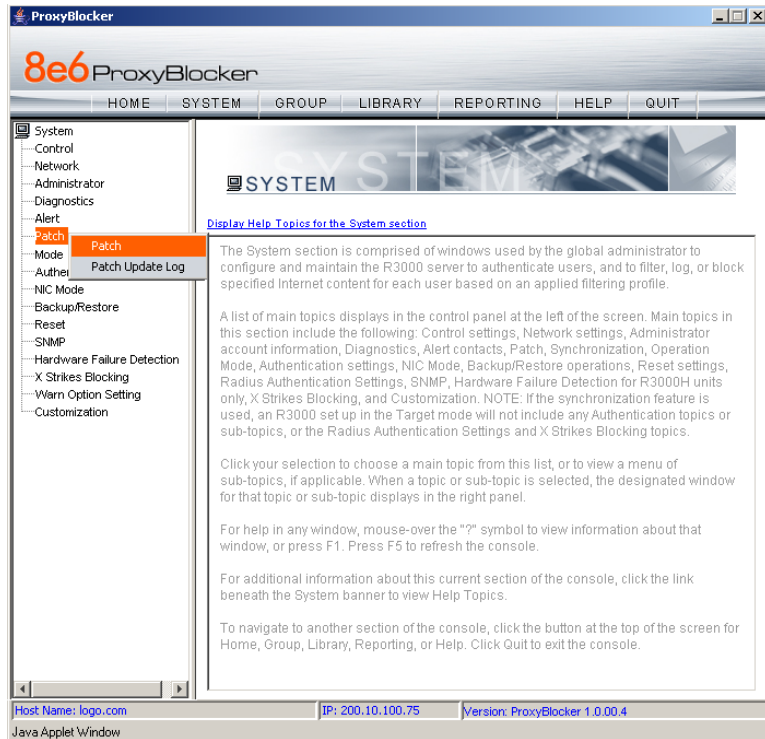 ProxyBlocker
8e6 ProxyBlocker
HOME SYSTEM GROUP LIBRARY REPORTING HELP QUIT
System
Control
Network
Administrator
Diagnostics
Alert
Patch
Mode
NIC Mode
Backup/Restore
Reset
SNMP
Hardware Failure Detection
X Strikes Blocking
Warn Option Setting
Customization
Patch
Patch Update Log
SYSTEM
SYSTEM
Display Help Topics for the System section
The System section is comprised of windows used by the global administrator to
configure and maintain the R3000 server to authenticate users, and to filter, log, or block
specified Internet content for each user based on an applied filtering profile.
A list of main topics displays in the control panel at the left of the screen. Main topics in
this section include the following: Control settings, Network settings, Administrator
account information, Diagnostics, Alert contacts, Patch, Synchronization, Operation
Mode, Authentication settings, NIC Mode, Backup/Restore operations, Reset settings,
Radius Authentication Settings, SNMP, Hardware Failure Detection for R3000H units
only, X Strikes Blocking, and Customization. NOTE: If the synchronization feature is
used, an R3000 set up in the Target mode will not include any Authentication topics or
sub-topics, or the Radius Authentication Settings and X Strikes Blocking topics.
Click your selection to choose a main topic from this list, or to view a menu of
sub-topics, if applicable. When a topic or sub-topic is selected, the designated window
for that topic or sub-topic displays in the right panel.
For help in any window, mouse-over the "?" symbol to view information about that
window, or press F1. Press F5 to refresh the console.
For additional information about this current section of the console, click the link
beneath the System banner to view Help Topics.
To navigate to another section of the console, click the button at the top of the screen for
Home, Group, Library, Reporting, or Help. Click Quit to exit the console.
Host Name: logo.com
IP: 200.10.100.75
Version: ProxyBlocker 1.0.00.4
Java Applet Window